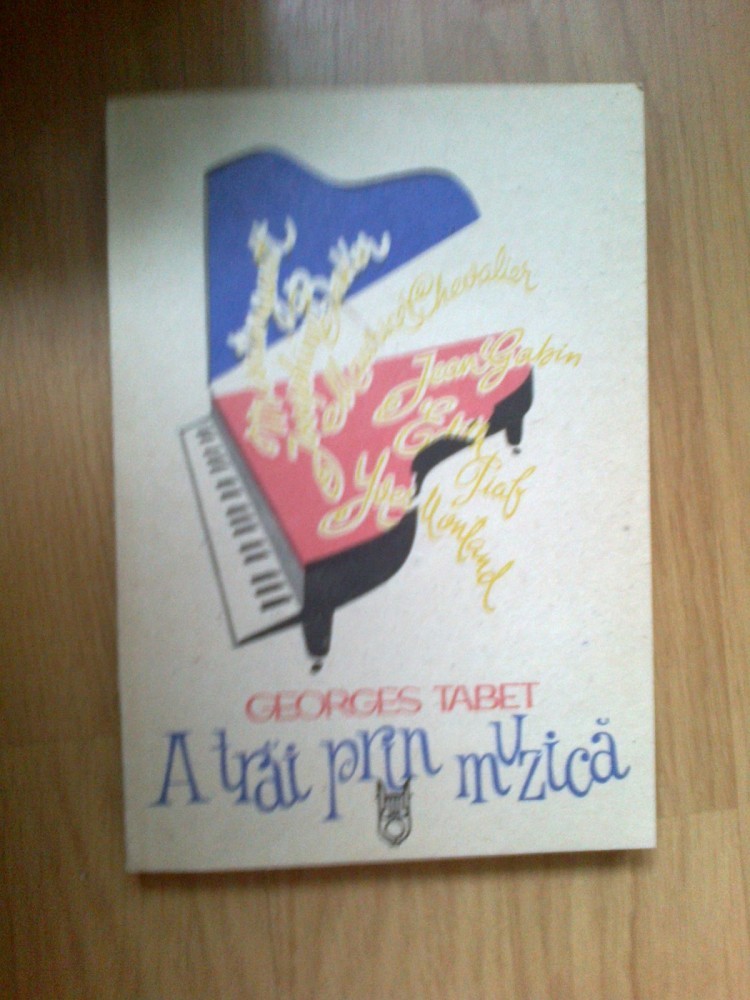 Maurice Chevalier
Jean Gabin
Edith Piaf
Yves Montand
GEORGES TABET
A trăi prin muzică